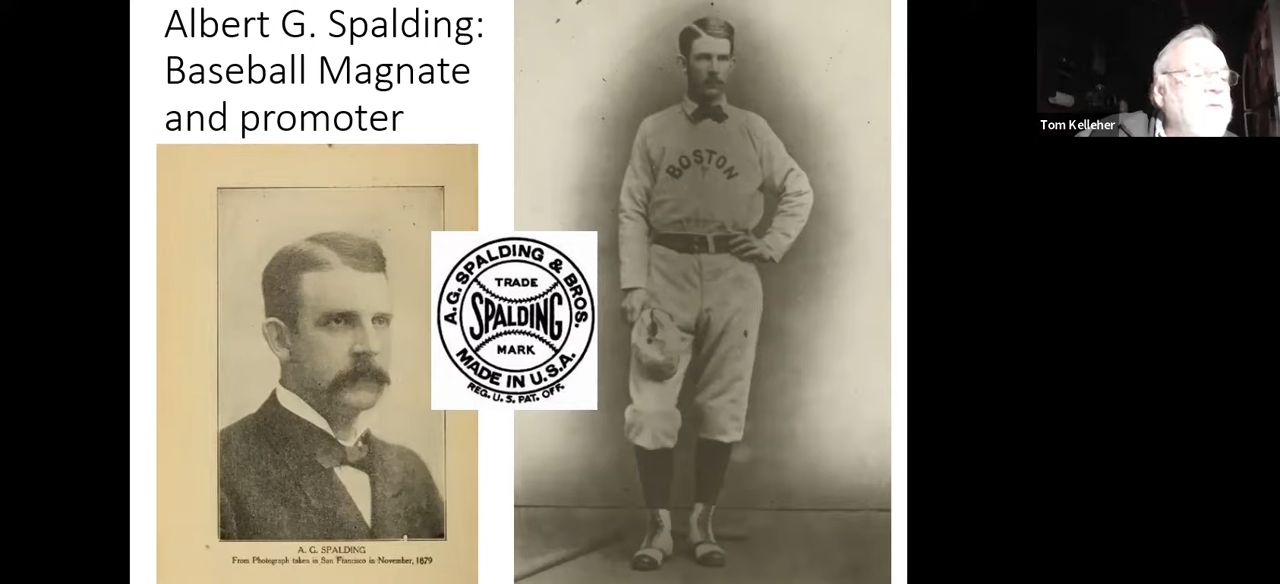 Albert G. Spalding:
Baseball Magnate
and promoter
Tom Kelleher
BOSTON
A.G. SPALDING & BROS.
TRADE
SPALDING
MARK
MADE IN U.S.A.
REG. U. S. PAT. OFF.
A. G. SPALDING
From Photograph taken in San Francisco in November, 1879